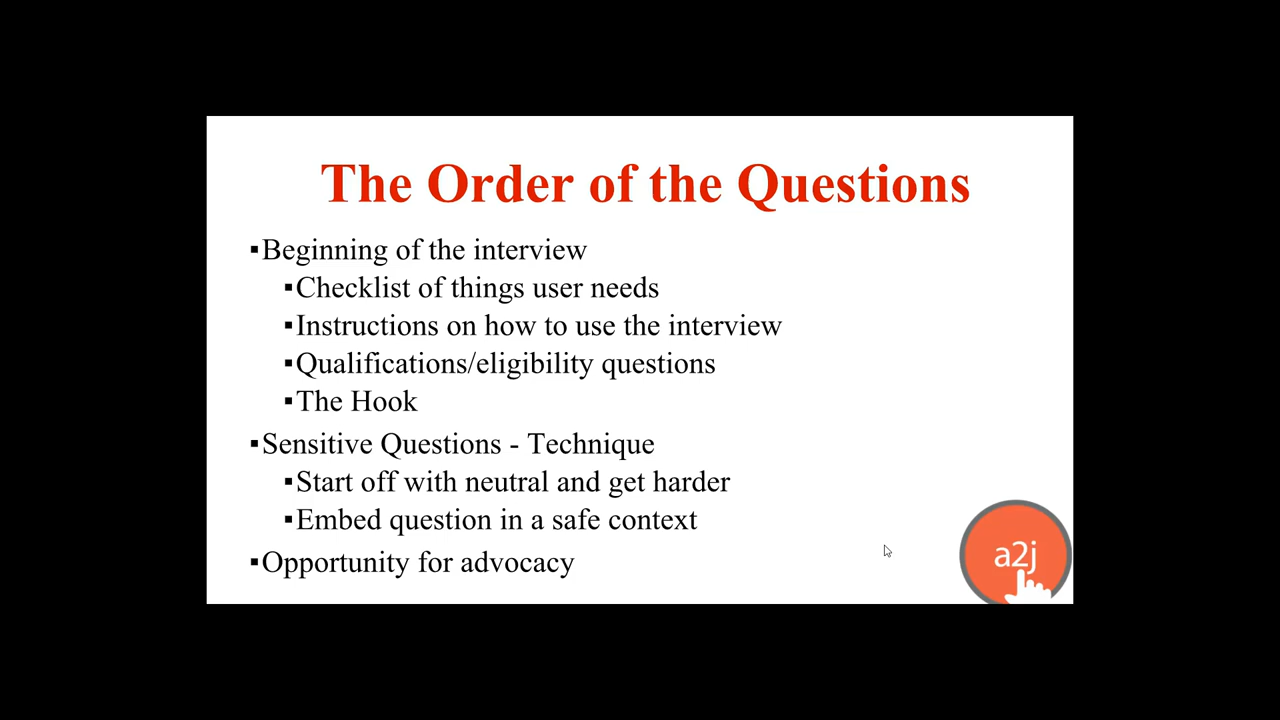 The Order of the Questions
▪Beginning of the interview
▪Checklist of things user needs
▪Instructions on how to use the interview
▪Qualifications/eligibility questions
▪The Hook
▪Sensitive Questions - Technique
▪Start off with neutral and get harder
▪Embed question in a safe context
▪Opportunity for advocacy
a2j